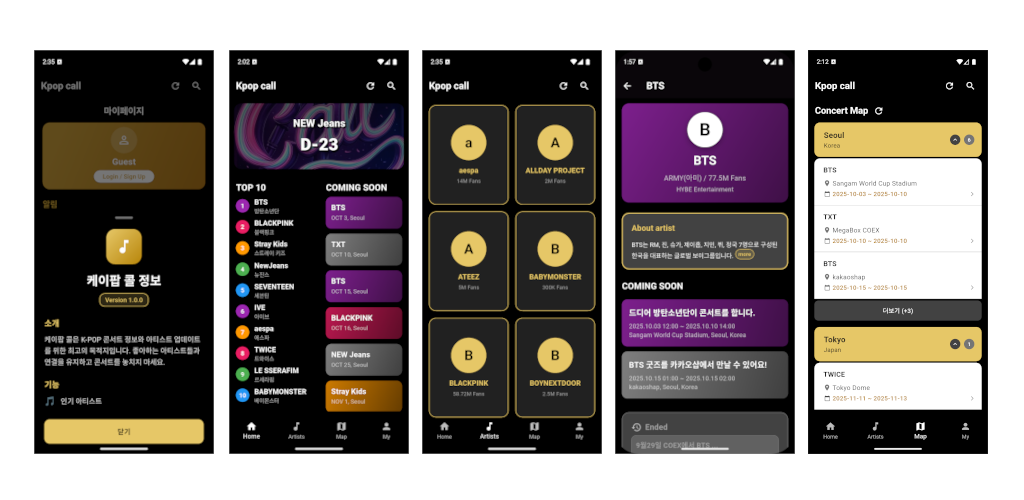 2:35
Kpop call
마이페이지
Guest
Login / Sign Up
알림
케이팝 콜 정보
Version 1.0.0
소개
케이팝 콜은 K-POP 콘서트 정보와 아티스트 업데이트
를 위한 최고의 목적지입니다. 좋아하는 아티스트들과
연결을 유지하고 콘서트를 놓치지 마세요.
기능
인기 아티스트
닫기
2:02
Kpop call
NEW Jeans
D-23
TOP 10
1
BTS
방탄소년단
2
BLACKPINK
블랙핑크
3
Stray Kids
스트레이 키즈
4
NewJeans
뉴진스
5
SEVENTEEN
세븐틴
6
IVE
아이브
7
aespa
에스파
8
TWICE
트와이스
9
LE SSERAFIM
르세라핌
10
BABYMONSTER
베이몬스타
COMING SOON
BTS
OCT 3, Seoul
TXT
OCT 10, Seoul
BTS
OCT 15, Seoul
BLACKPINK
OCT 16, Seoul
NEW Jeans
OCT 25, Seoul
Stray Kids
NOV 1, Seoul
Home
Artists
Map
My
2:35
Kpop call
a
aespa
14M Fans
A
ALLDAY PROJECT
2M Fans
A
ATEEZ
5M Fans
B
BABYMONSTER
300K Fans
B
BLACKPINK
58.72M Fans
B
BOYNEXTDOOR
2.5M Fans
Home
Artists
Map
My
1:57
BTS
B
BTS
ARMY(아미) / 77.5M Fans
HYBE Entertainment
About artist
BTS는 RM, 진, 슈가, 제이홉, 지민, 뷔, 정국 7명으로 구성된
한국을 대표하는 글로벌 보이그룹입니다. more
COMING SOON
드디어 방탄소년단이 콘서트를 합니다.
2025.10.03 12:00 ~ 2025.10.10 14:00
Sangam World Cup Stadium, Seoul, Korea
BTS 굿즈를 카카오샵에서 만날 수 있어요!
2025.10.15 01:00 ~ 2025.10.15 02:00
kakaoshap, Seoul, Korea
Ended
9월29일 COEX에서 BTS ...
2:12
Kpop call
Concert Map
Seoul
Korea
6
BTS
Sangam World Cup Stadium
2025-10-03 ~ 2025-10-10
TXT
MegaBox COEX
2025-10-10 ~ 2025-10-10
BTS
kakaoshap
2025-10-15 ~ 2025-10-15
더보기 (+3)
Tokyo
Japan
1
TWICE
Tokyo Dome
2025-11-11 ~ 2025-11-13
Home
Artists
Map
My